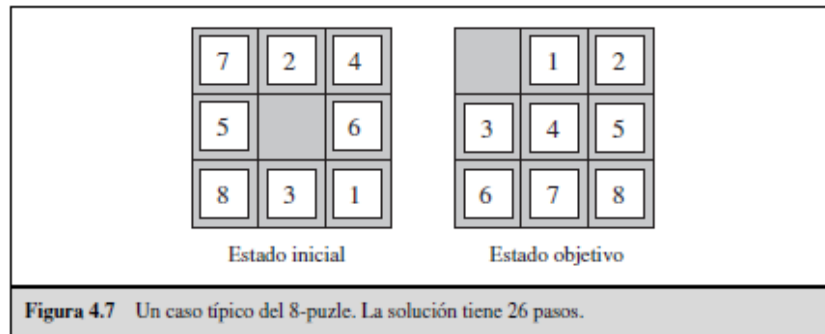 7 2 4
5 6
8 3 1
Estado inicial
1 2
3 4 5
6 7 8
Estado objetivo
Figura 4.7 Un caso típico del 8-puzle. La solución tiene 26 pasos.